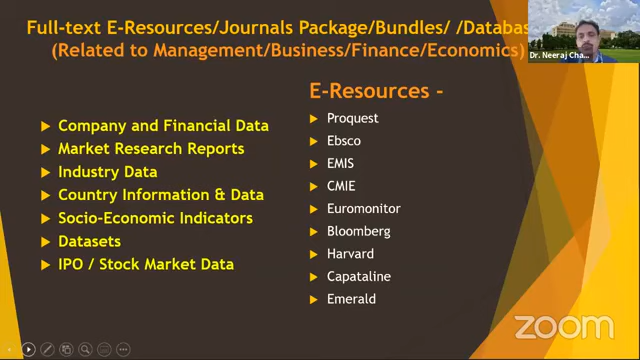 Full-text E-Resources/Journals Package/Bundles/ /Databas
(Related to Management/Business/Finance/Economics)
Dr. Neeraj Cha...
E-Resources -
Company and Financial Data
Market Research Reports
Industry Data
Country Information & Data
Socio-Economic Indicators
Datasets
IPO / Stock Market Data
Proquest
Ebsco
EMIS
CMIE
Euromonitor
Bloomberg
Harvard
Capataline
Emerald
zoom